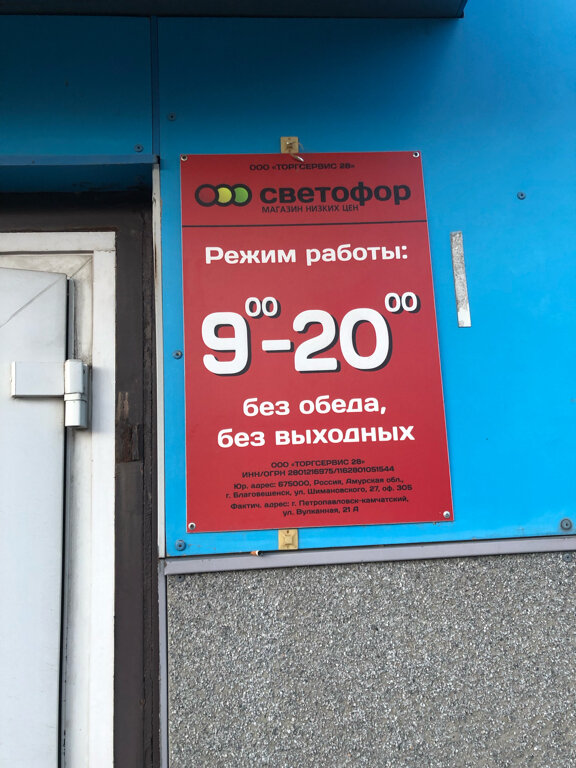 ООО «ТОРГСЕРВИС 28»
светофор
МАГАЗИН НИЗКИХ ЦЕН
Режим работы:
9⁰⁰-20⁰⁰
без обеда,
без выходных
ООО «ТОРГСЕРВИС 28»
ИНН/ОГРН 2801216975/1162801051544
Юр. адрес: 675000, Россия, Амурская обл.,
г. Благовешенск, ул. Шимановского, 27, оф. 305
Фактич. адрес: г. Петропавловск-камчатский,
ул. Вулканная, 21 А